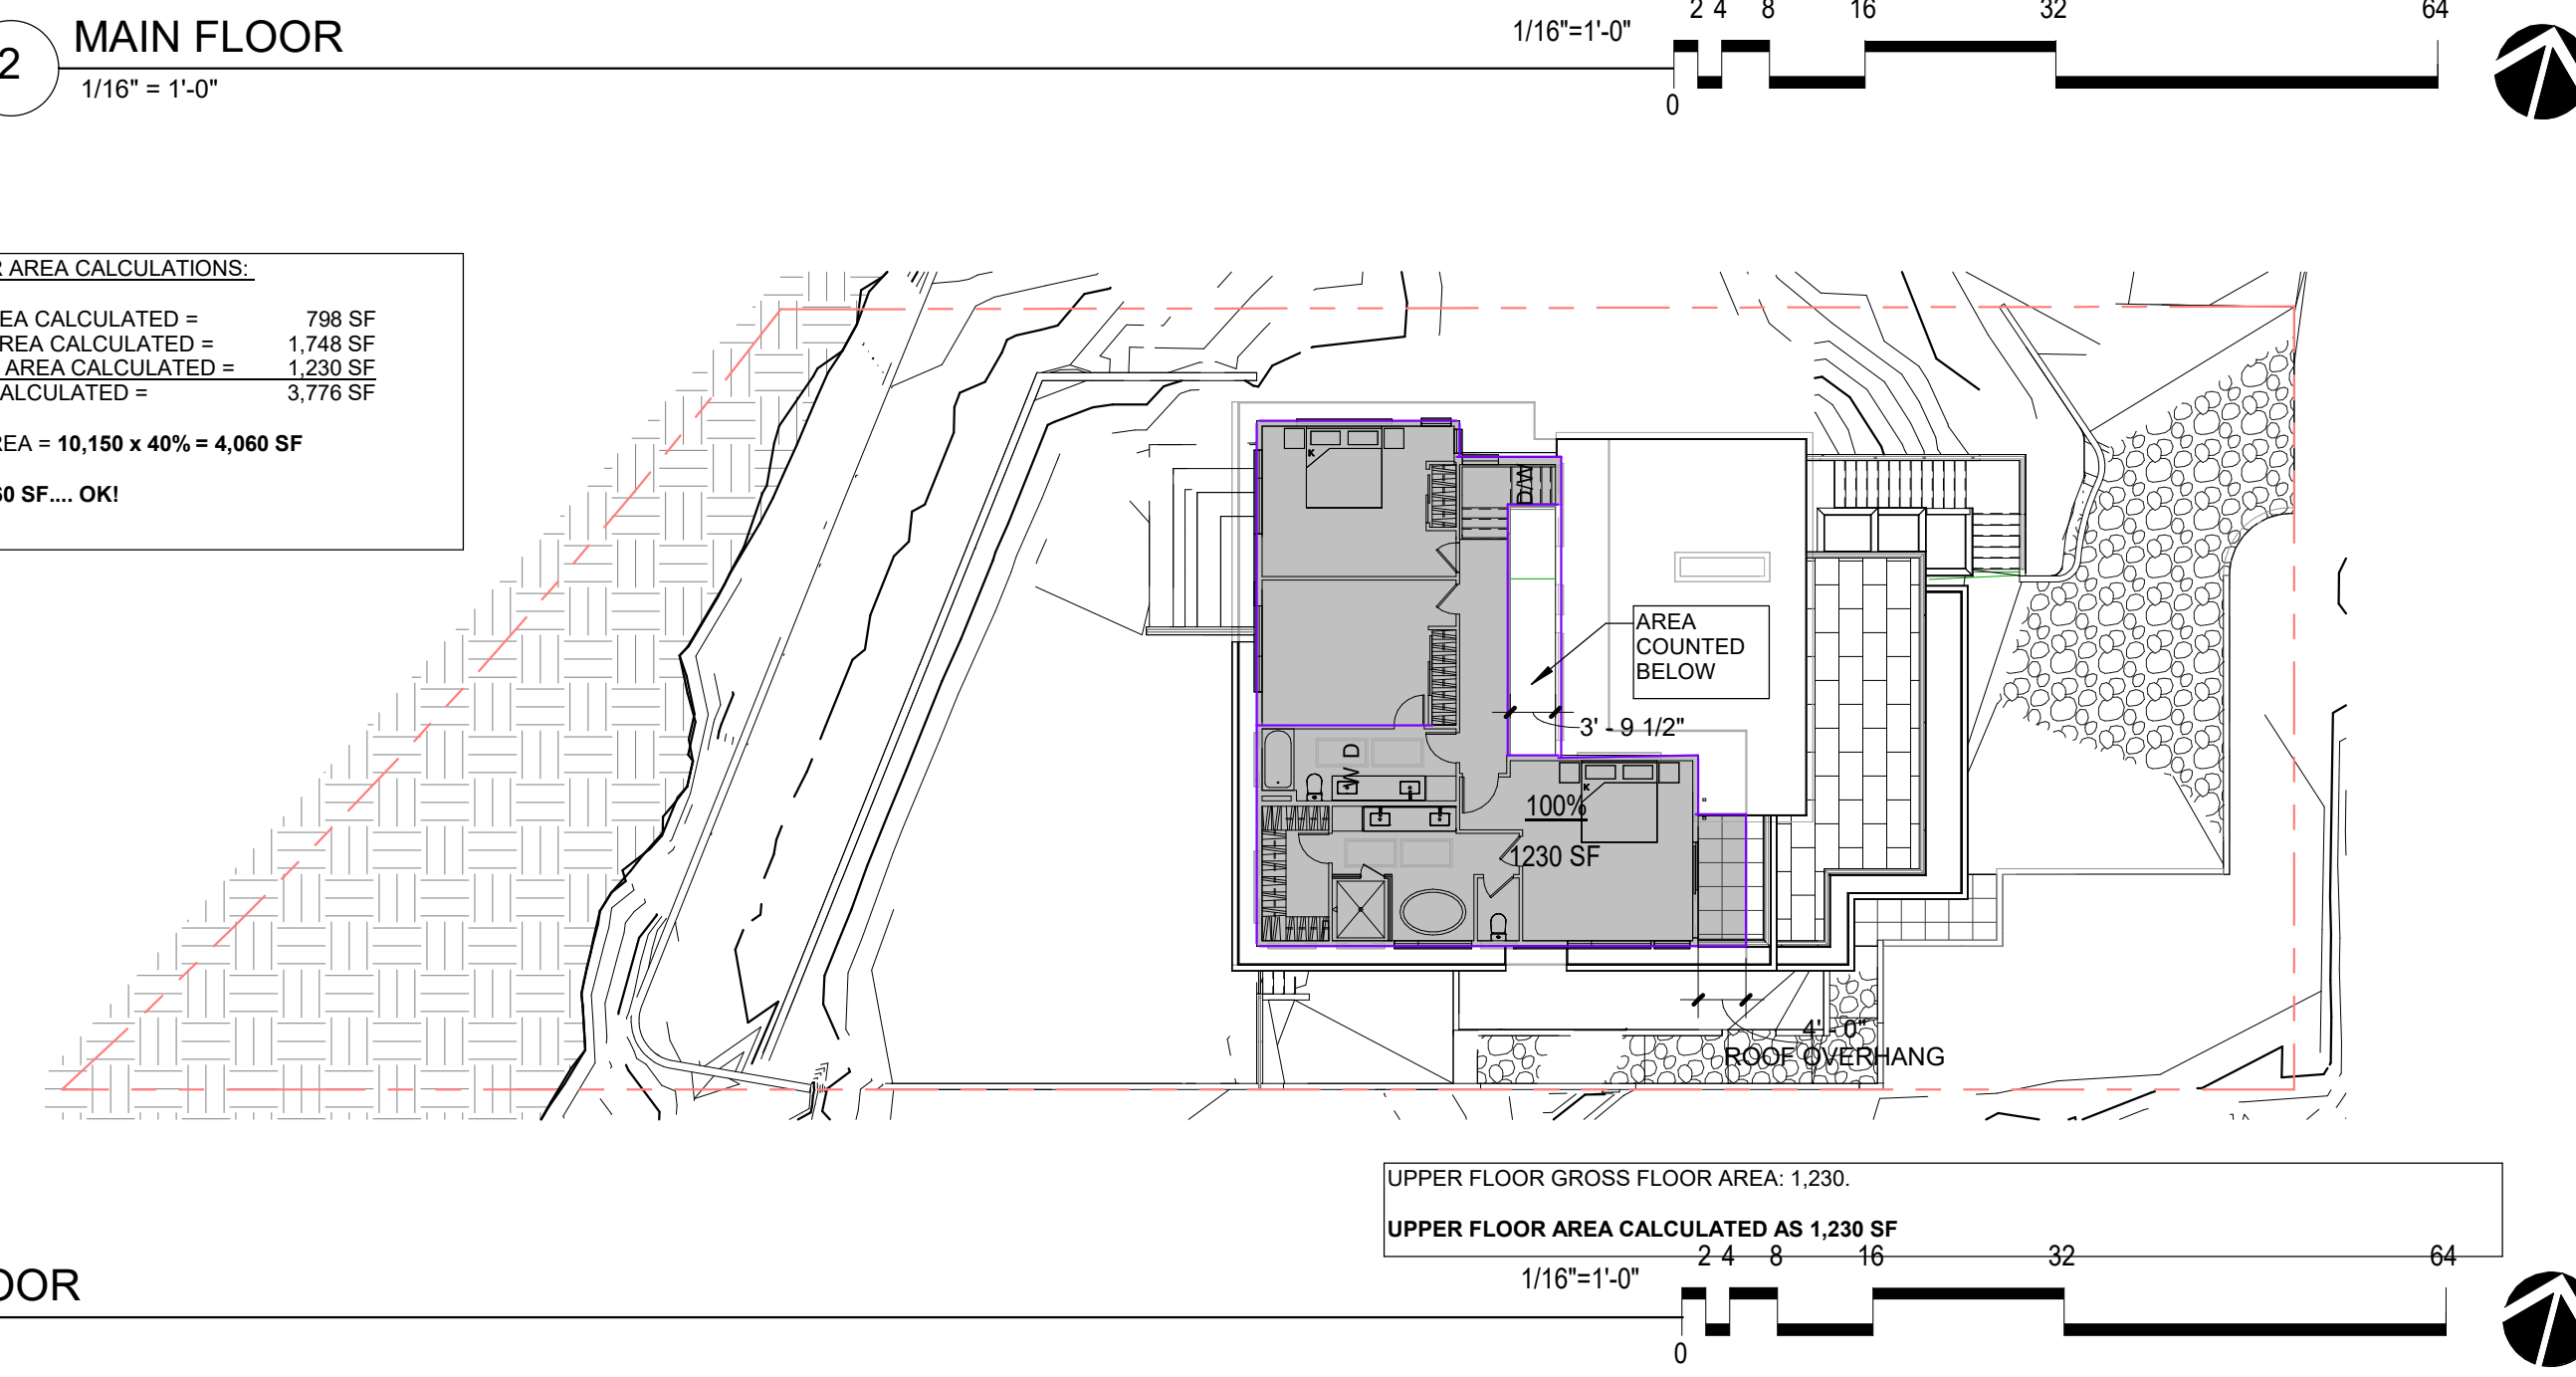 2
MAIN FLOOR
1/16" = 1'-0"
1/16"=1'-0"
2 4 8 16 32 64
0
R AREA CALCULATIONS:
EA CALCULATED = 798 SF
REA CALCULATED = 1,748 SF
AREA CALCULATED = 1,230 SF
ALCULATED = 3,776 SF
REA = 10,150 x 40% = 4,060 SF
60 SF.... OK!
K
W D
AREA
COUNTED
BELOW
3' - 9 1/2"
W D
K
100%
1230 SF
4' - 0"
ROOF OVERHANG
UPPER FLOOR GROSS FLOOR AREA: 1,230.
UPPER FLOOR AREA CALCULATED AS 1,230 SF
OOR
1/16"=1'-0"
2 4 8 16 32 64
0